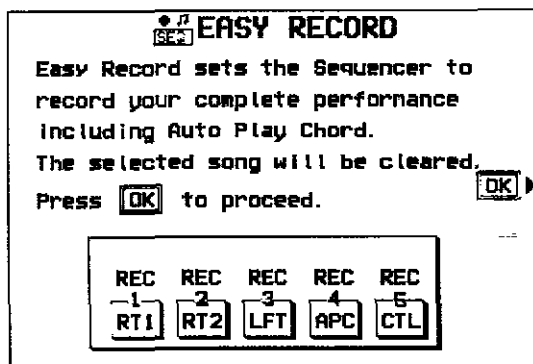 SEQ EASY RECORD
Easy Record sets the Sequencer to
record your complete performance
including Auto Play Chord.
The selected song will be cleared.
OK
Press OK to proceed.
REC REC REC REC REC
1 2 3 4 5
RT1 RT2 LFT APC CTL